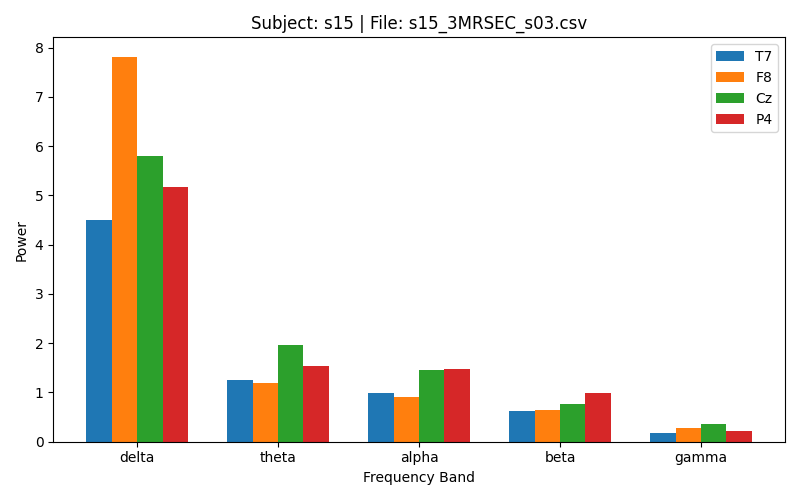 Subject: s15 | File: s15_3MRSEC_s03.csv
T7
F8
Cz
P4
Power
8
7
6
5
4
3
2
1
0
delta theta alpha beta gamma
Frequency Band